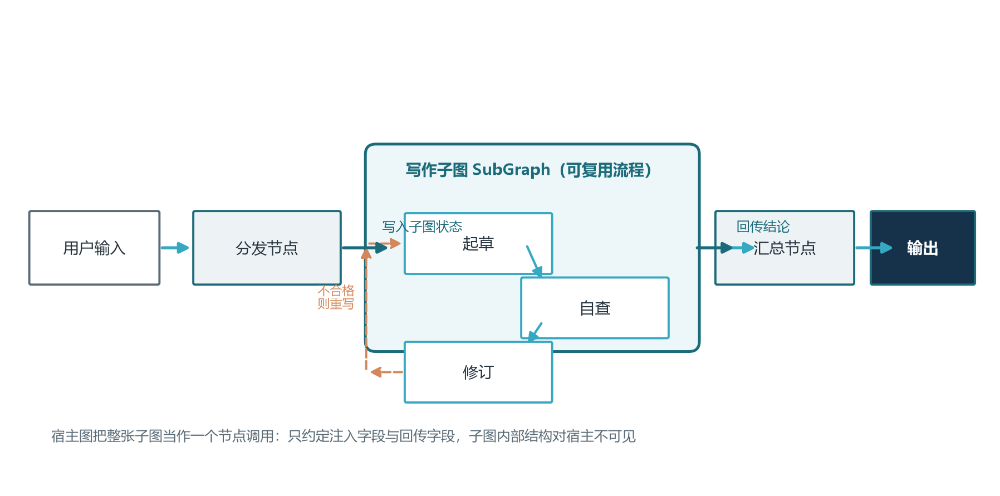 写作子图 SubGraph（可复用流程）
用户输入
分发节点
写入子图状态
起草
自查
修订
不合格
则重写
回传结论
汇总节点
输出
宿主图把整张子图当作一个节点调用：只约定注入字段与回传字段，子图内部结构对宿主不可见